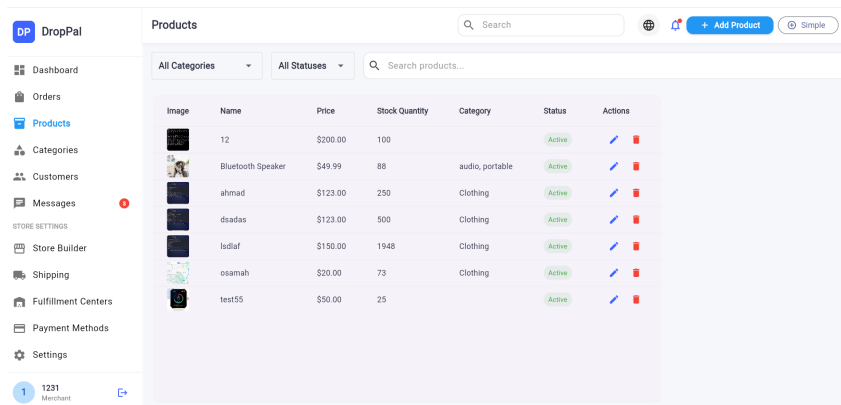 DP DropPal
Products
Search
+ Add Product
Simple
Dashboard
Orders
Products
Categories
Customers
Messages 3
STORE SETTINGS
Store Builder
Shipping
Fulfillment Centers
Payment Methods
Settings
1 1231
Merchant
All Categories All Statuses Search products...
Image Name Price Stock Quantity Category Status Actions
12 $200.00 100 Active
Bluetooth Speaker $49.99 88 audio, portable Active
ahmad $123.00 250 Clothing Active
dsadas $123.00 500 Clothing Active
lsdlaf $150.00 1948 Clothing Active
osamah $20.00 73 Clothing Active
test55 $50.00 25 Active